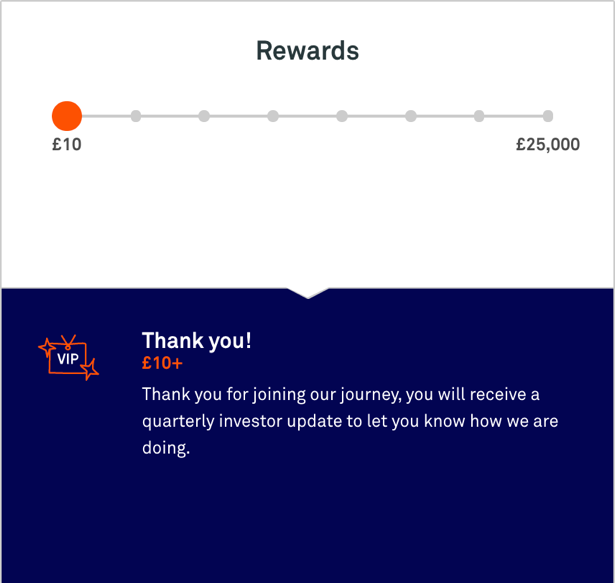 Rewards
£10
£25,000
VIP
Thank you!
£10+
Thank you for joining our journey, you will receive a
quarterly investor update to let you know how we are
doing.